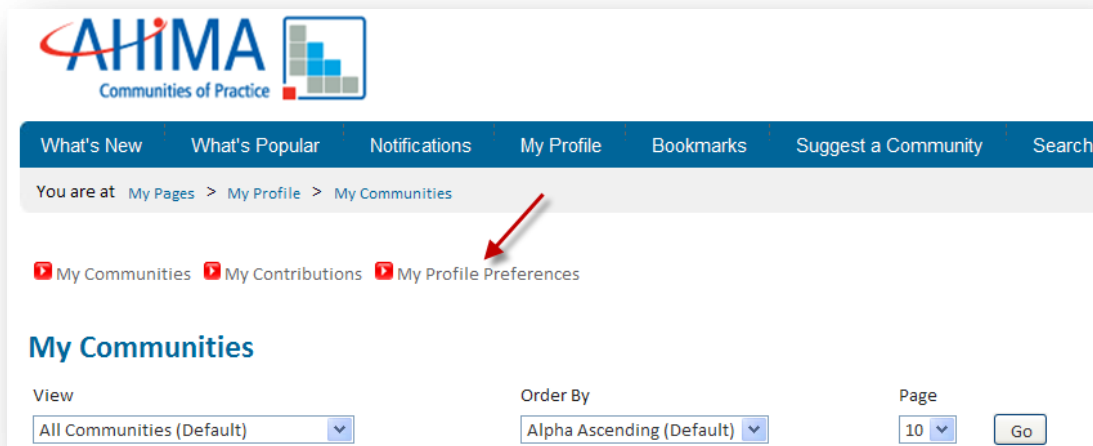 AHIMA
Communities of Practice
What's New What's Popular Notifications My Profile Bookmarks Suggest a Community Search
You are at My Pages > My Profile > My Communities
My Communities My Contributions My Profile Preferences
My Communities
View Order By Page
All Communities (Default) Alpha Ascending (Default) 10 Go